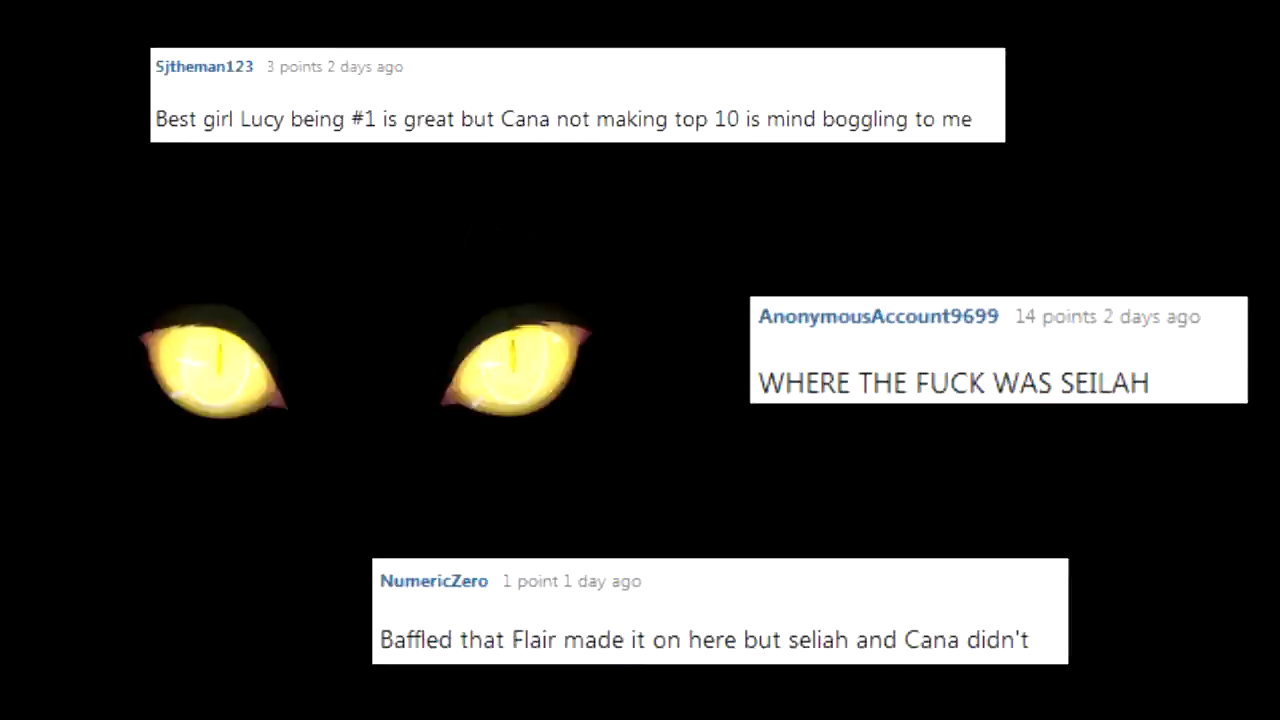 Sjtheman123 3 points 2 days ago
Best girl Lucy being #1 is great but Cana not making top 10 is mind boggling to me
AnonymousAccount9699 14 points 2 days ago
WHERE THE FUCK WAS SEILAH
NumericZero 1 point 1 day ago
Baffled that Flair made it on here but seliah and Cana didn't